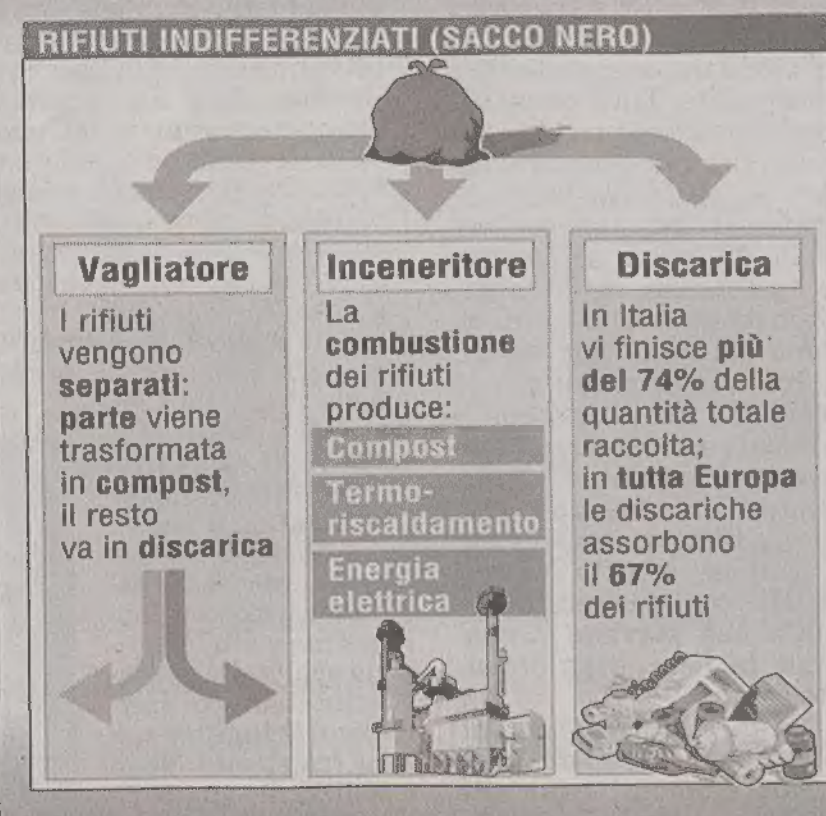 RIFIUTI INDIFFERENZIATI (SACCO NERO)
Vagliatore
I rifiuti
vengono
separati:
parte viene
trasformata
in compost,
il resto
va in discarica
Inceneritore
La
combustione
dei rifiuti
produce:
Compost
Termo-
riscaldamento
Energia
elettrica
Discarica
In Italia
vi finisce più
del 74% della
quantità totale
raccolta;
in tutta Europa
le discariche
assorbono
il 67%
dei rifiuti